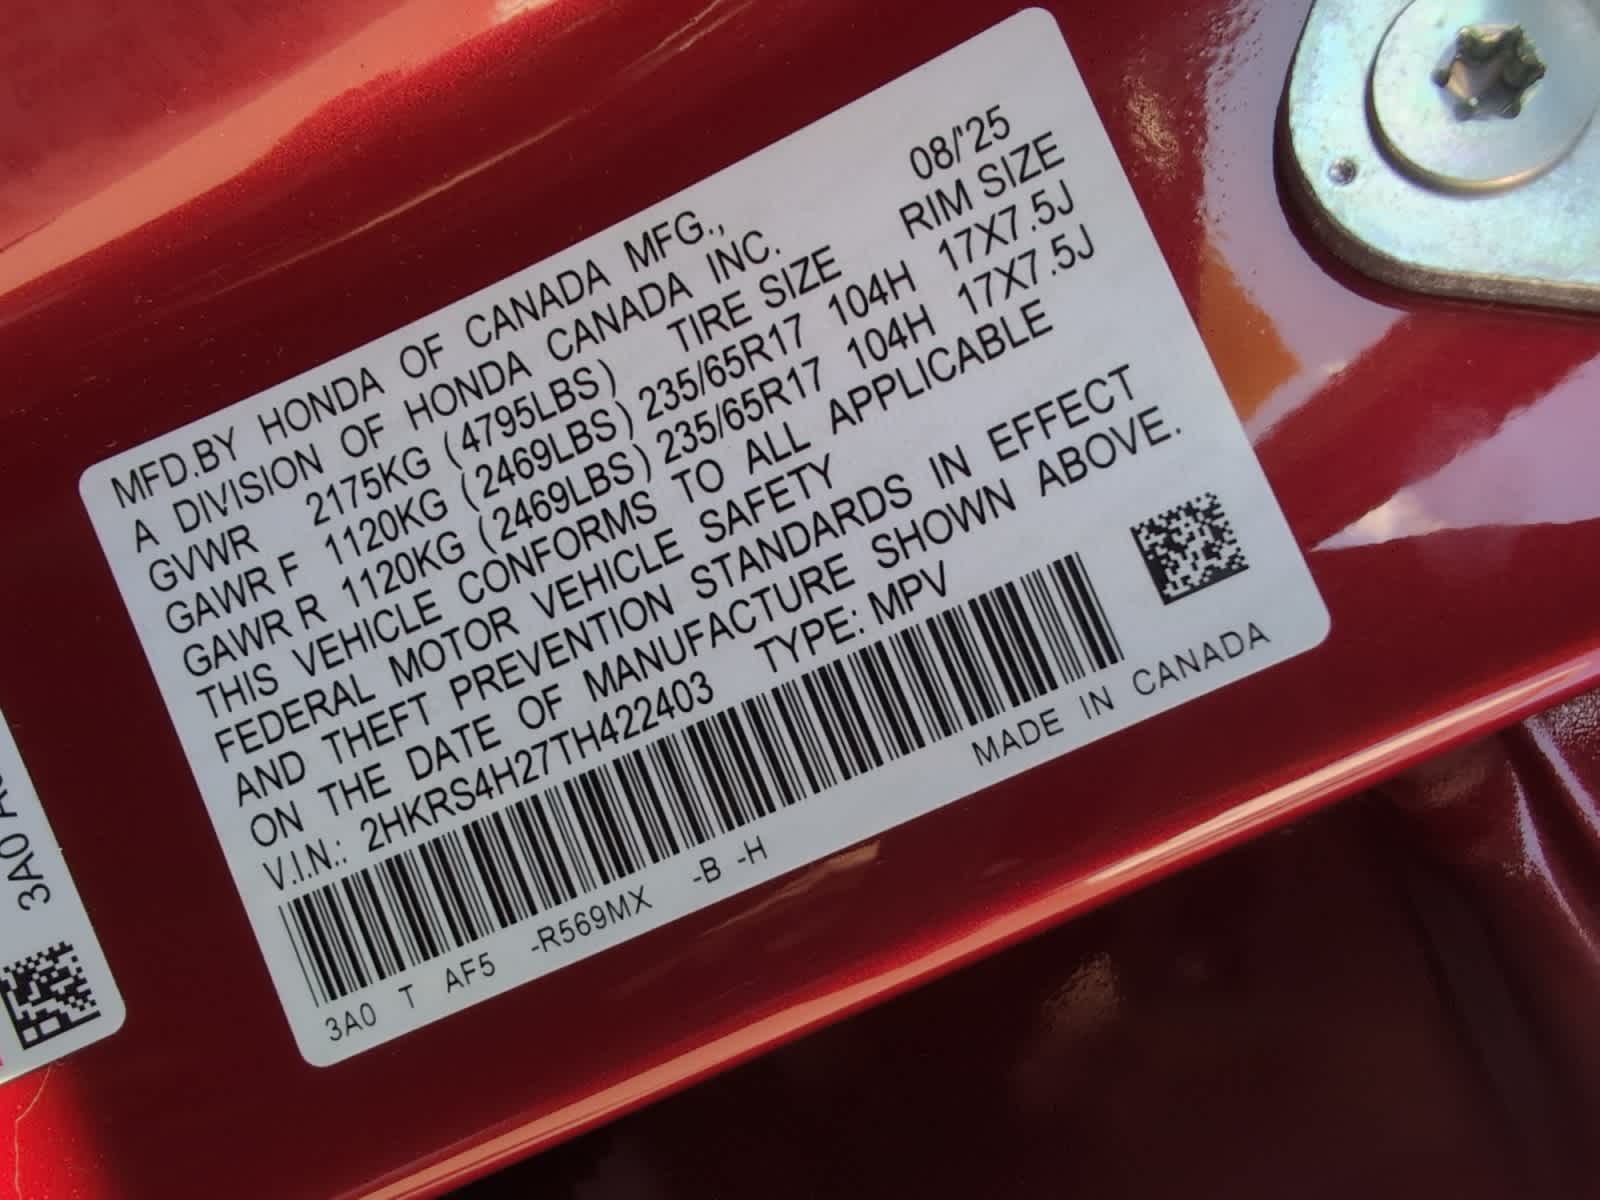 08/'25
MFD.BY HONDA OF CANADA MFG.,
A DIVISION OF HONDA CANADA INC.
GVWR 2175KG (4795LBS) TIRE SIZE RIM SIZE
GAWR F 1120KG (2469LBS) 235/65R17 104H 17X7.5J
GAWR R 1120KG (2469LBS) 235/65R17 104H 17X7.5J
THIS VEHICLE CONFORMS TO ALL APPLICABLE
FEDERAL MOTOR VEHICLE SAFETY
AND THEFT PREVENTION STANDARDS IN EFFECT
ON THE DATE OF MANUFACTURE SHOWN ABOVE.
V.I.N.: 2HKRS4H27TH422403 TYPE: MPV
3A0 T AF5 -R569MX -B -H MADE IN CANADA
3A0